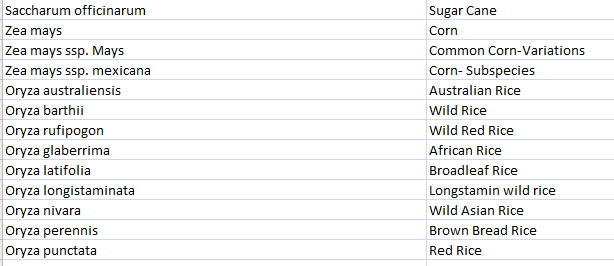 Saccharum officinarum Sugar Cane
Zea mays Corn
Zea mays ssp. Mays Common Corn-Variations
Zea mays ssp. mexicana Corn- Subspecies
Oryza australiensis Australian Rice
Oryza barthii Wild Rice
Oryza rufipogon Wild Red Rice
Oryza glaberrima African Rice
Oryza latifolia Broadleaf Rice
Oryza longistaminata Longstamin wild rice
Oryza nivara Wild Asian Rice
Oryza perennis Brown Bread Rice
Oryza punctata Red Rice